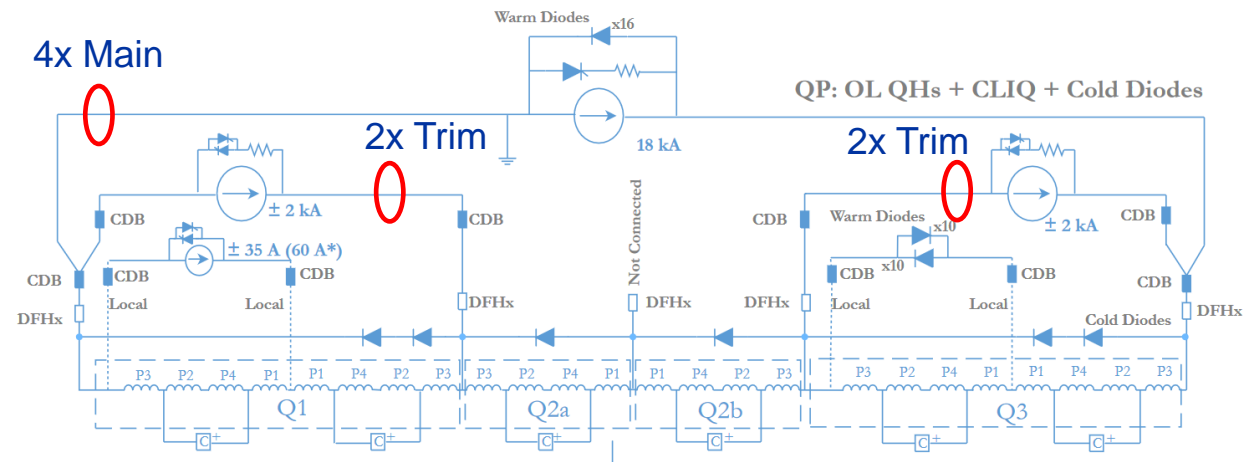 Warm Diodes
x16
4x Main
QP: OL QHs + CLIQ + Cold Diodes
2x Trim
18 kA
2x Trim
± 2 kA
± 2 kA
CDB
CDB
CDB
Warm Diodes
x10
CDB
± 35 A (60 A*)
Not Connected
x10
CDB
CDB
CDB
CDB
CDB
CDB
Local
Local
DFHx
DFHx
DFHx
DFHx
Local
Local
DFHx
Cold Diodes
P3 P2 P4 P1 P1 P4 P2 P3 P3 P2 P4 P1 P1 P4 P2 P3 P3 P2 P4 P1 P1 P4 P2 P3
Q1
Q2a
Q2b
Q3
C+ C+ C+ C+ C+ C+